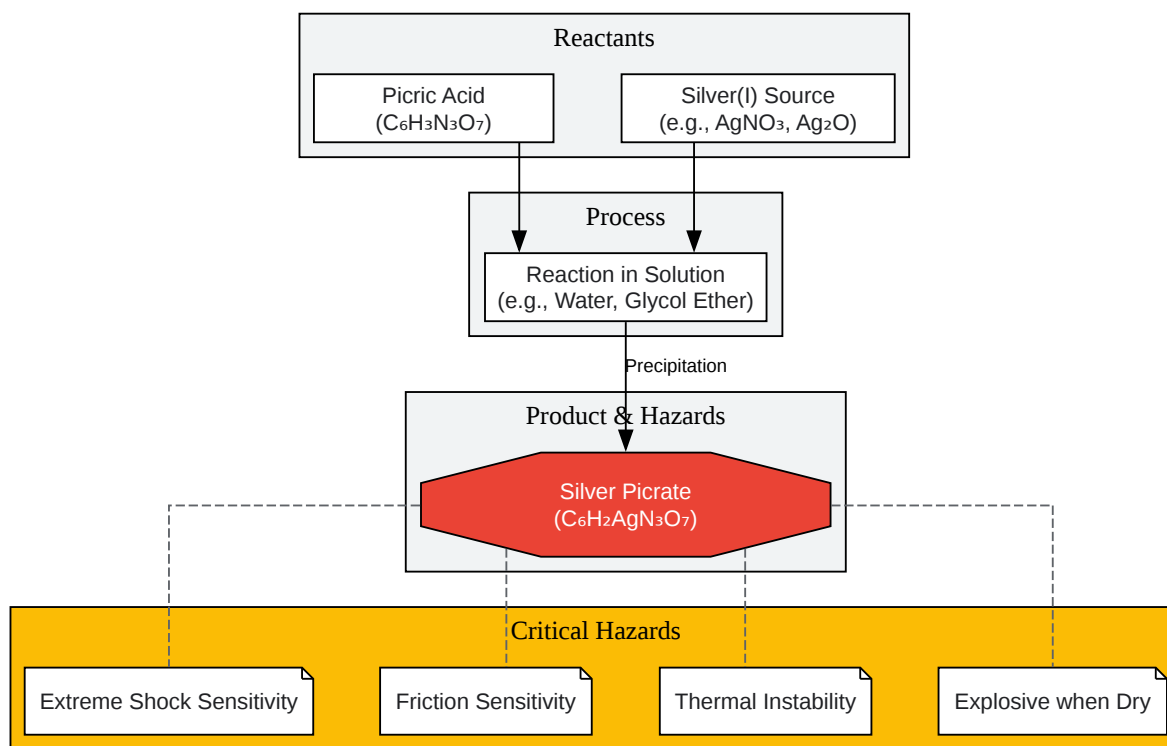 Reactants
Picric Acid
(C₆H₃N₃O₇)
Silver(I) Source
(e.g., AgNO₃, Ag₂O)
Process
Reaction in Solution
(e.g., Water, Glycol Ether)
Precipitation
Product & Hazards
Silver Picrate
(C₆H₂AgN₃O₇)
Critical Hazards
Extreme Shock Sensitivity
Friction Sensitivity
Thermal Instability
Explosive when Dry